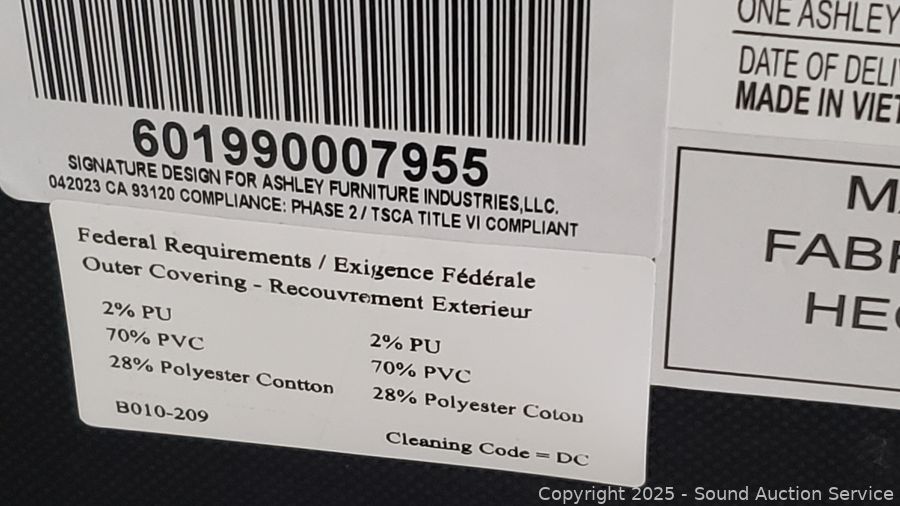 601990007955
SIGNATURE DESIGN FOR ASHLEY FURNITURE INDUSTRIES,LLC.
042023 CA 93120 COMPLIANCE: PHASE 2 / TSCA TITLE VI COMPLIANT
ONE ASHLEY
DATE OF DELI
MADE IN VIET
MA
FABR
HEC
Federal Requirements / Exigence Fédérale
Outer Covering - Recouvrement Exterieur
2% PU
70% PVC
28% Polyester Contton
2% PU
70% PVC
28% Polyester Coton
B010-209
Cleaning Code = DC
Copyright 2025 - Sound Auction Service